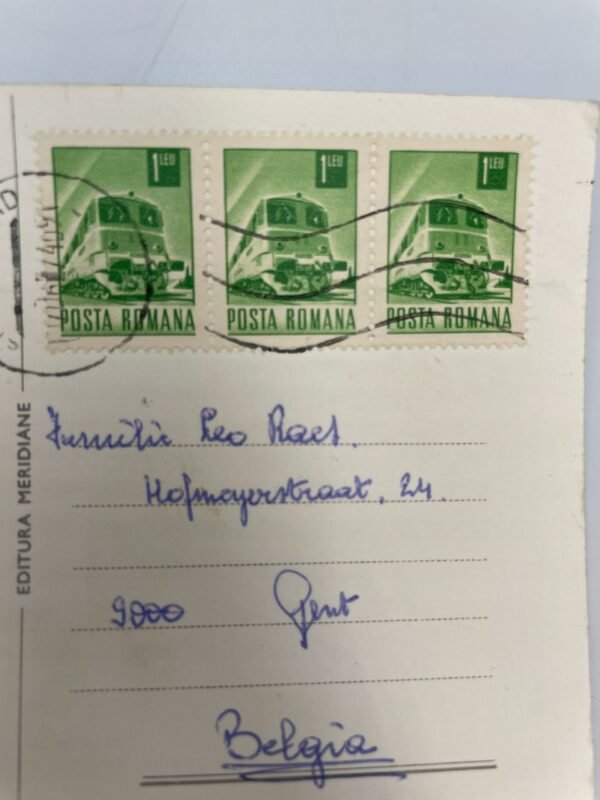 1 LEU 1 LEU 1 LEU
POSTA ROMANA POSTA ROMANA POSTA ROMANA
EDITURA MERIDIANE
Familie Leo Raes.
Hofmeyerstraat, 24.
9000 Gent
Belgia